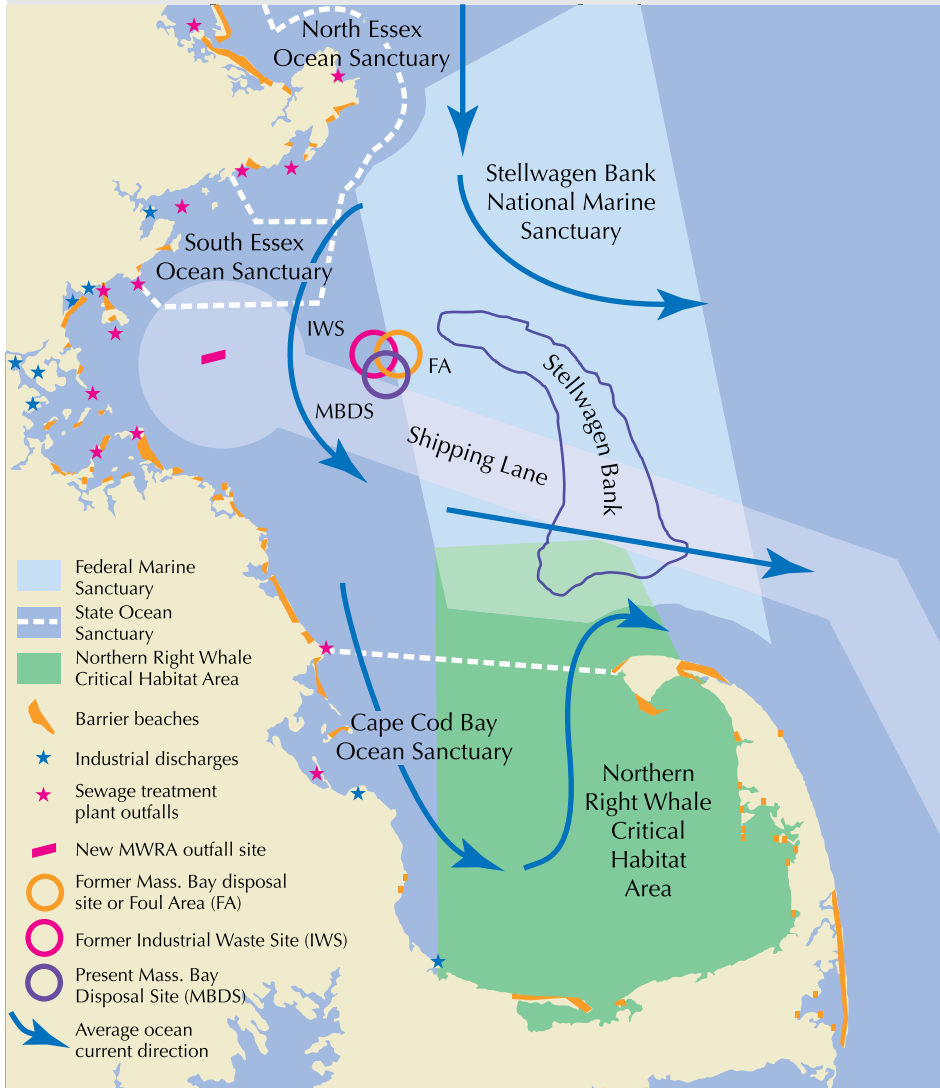 North Essex
Ocean Sanctuary
Stellwagen Bank
National Marine
Sanctuary
South Essex
Ocean Sanctuary
IWS
FA
MBDS
Stellwagen Bank
Shipping Lane
Federal Marine
Sanctuary
State Ocean
Sanctuary
Northern Right Whale
Critical Habitat Area
Barrier beaches
Industrial discharges
Sewage treatment
plant outfalls
New MWRA outfall site
Former Mass. Bay disposal
site or Foul Area (FA)
Former Industrial Waste Site (IWS)
Present Mass. Bay
Disposal Site (MBDS)
Average ocean
current direction
Cape Cod Bay
Ocean Sanctuary
Northern
Right Whale
Critical
Habitat
Area